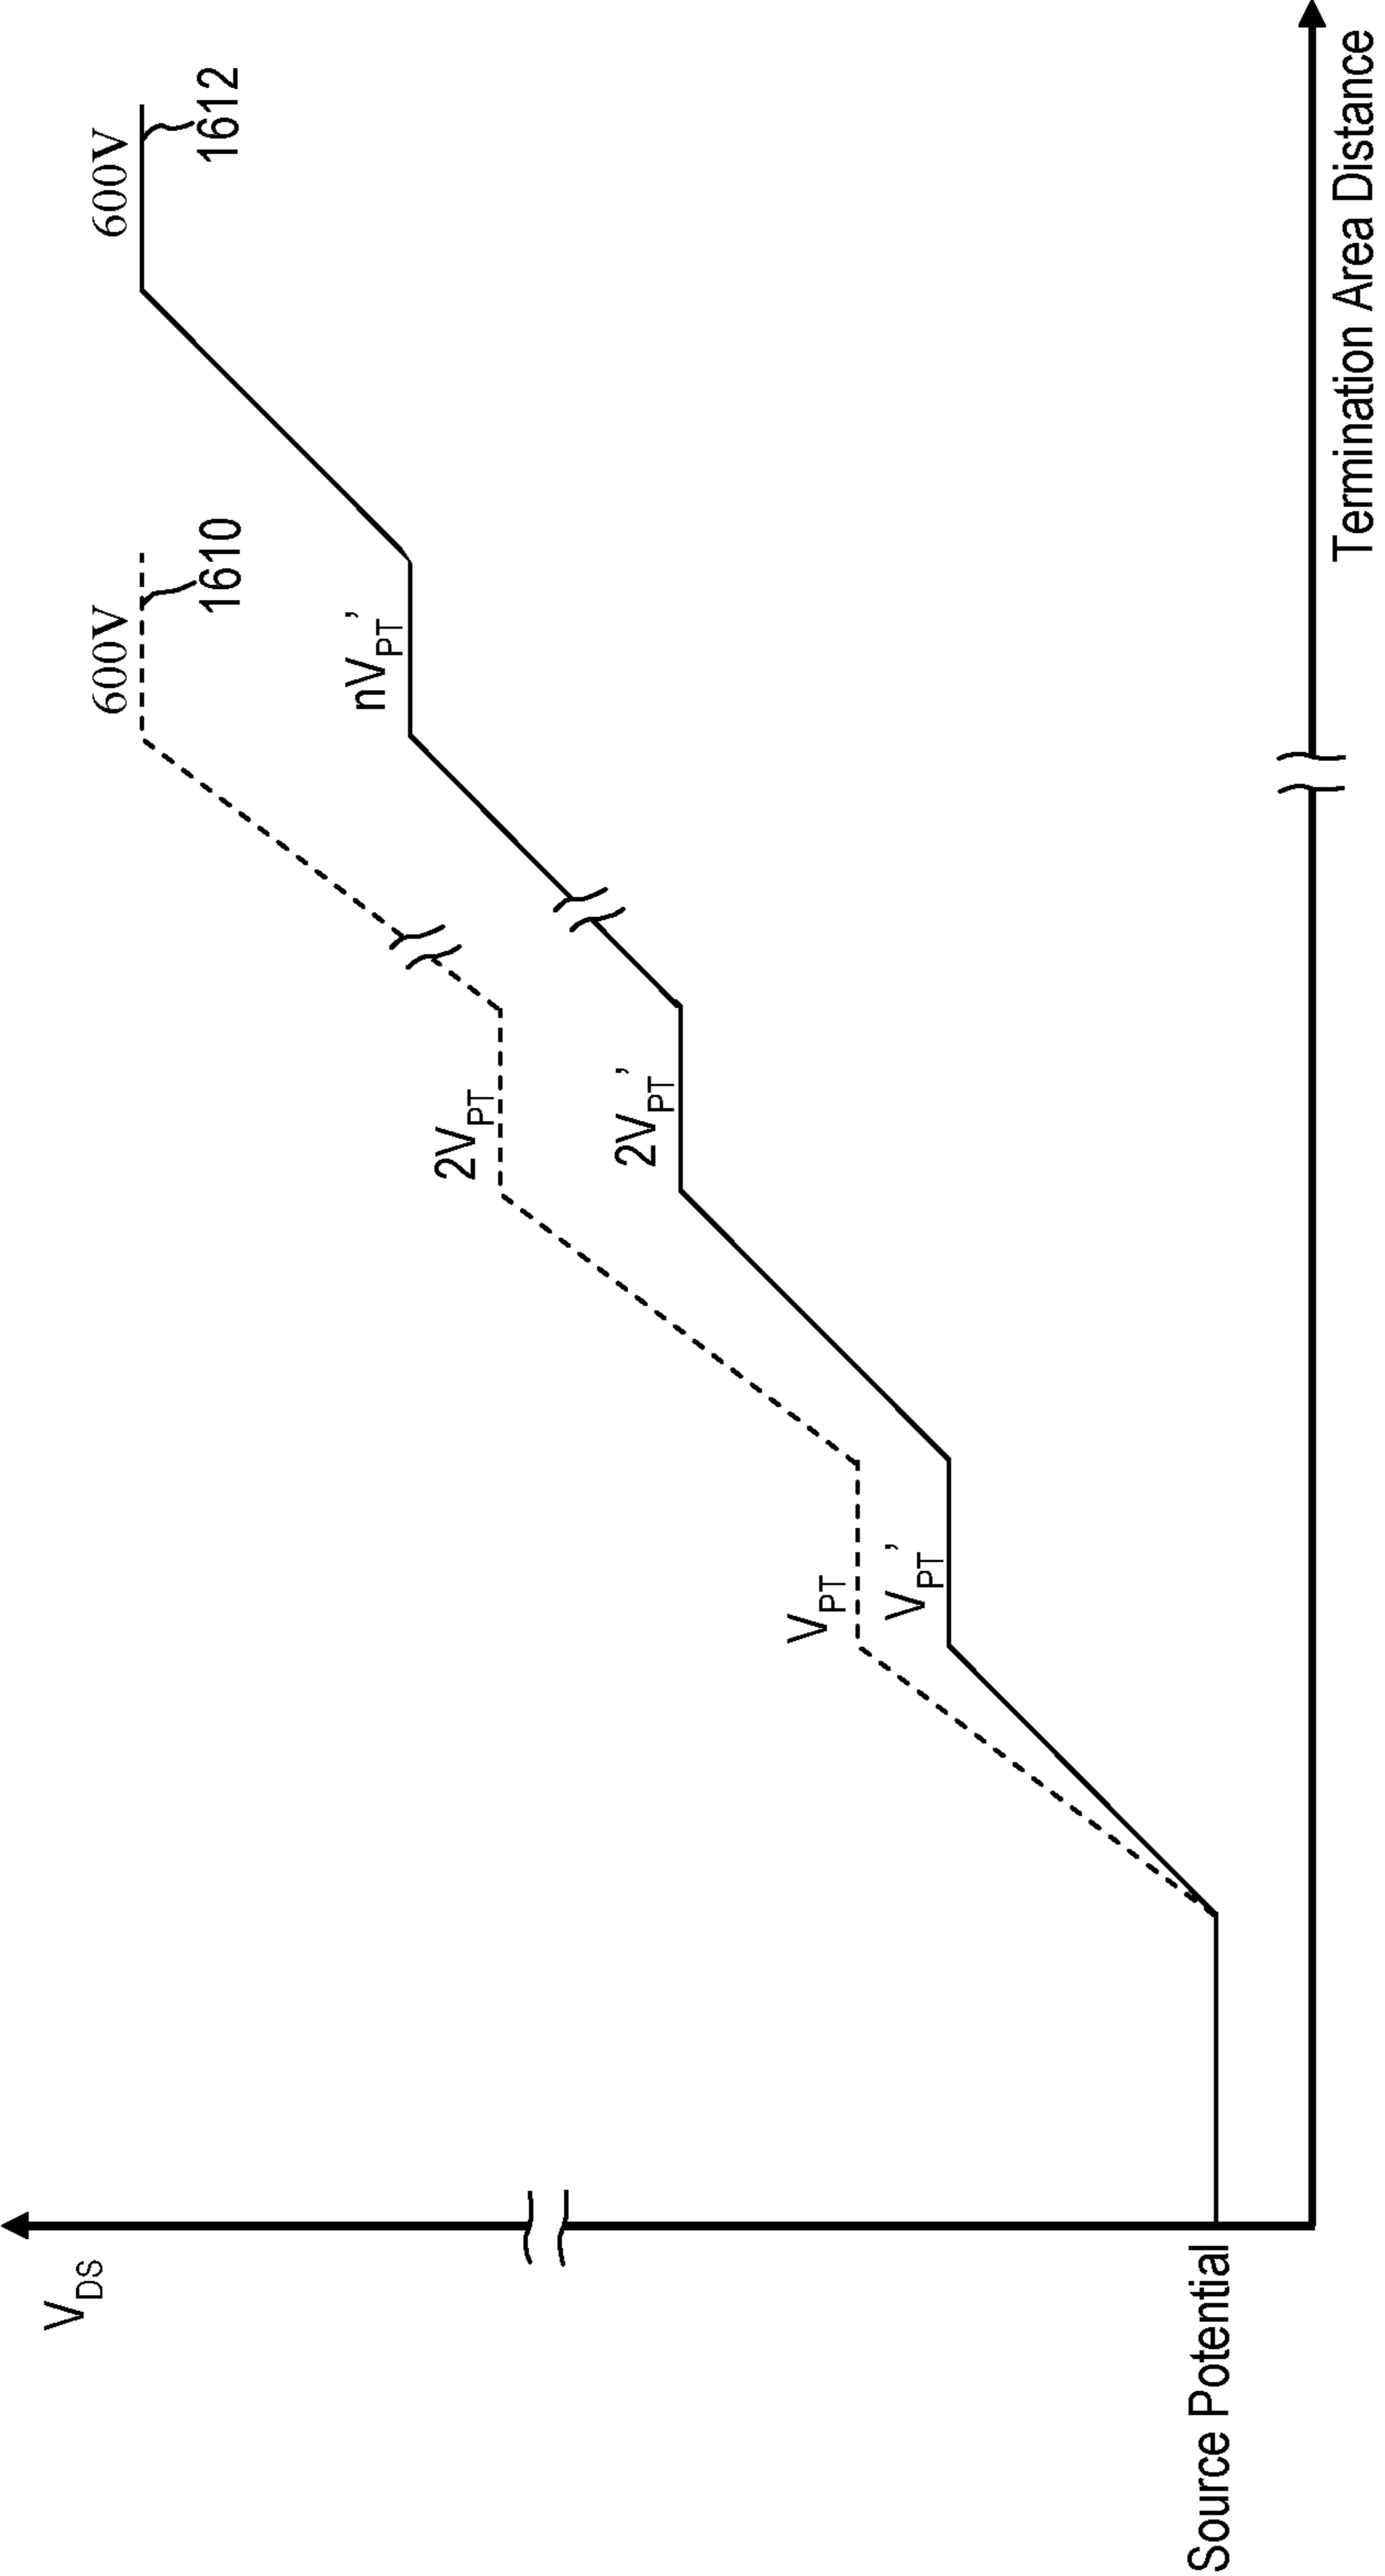 V_DS
600V
1610
600V
1612
2V_PT
nV_PT'
V_PT
2V_PT'
V_PT'
Source Potential
Termination Area Distance